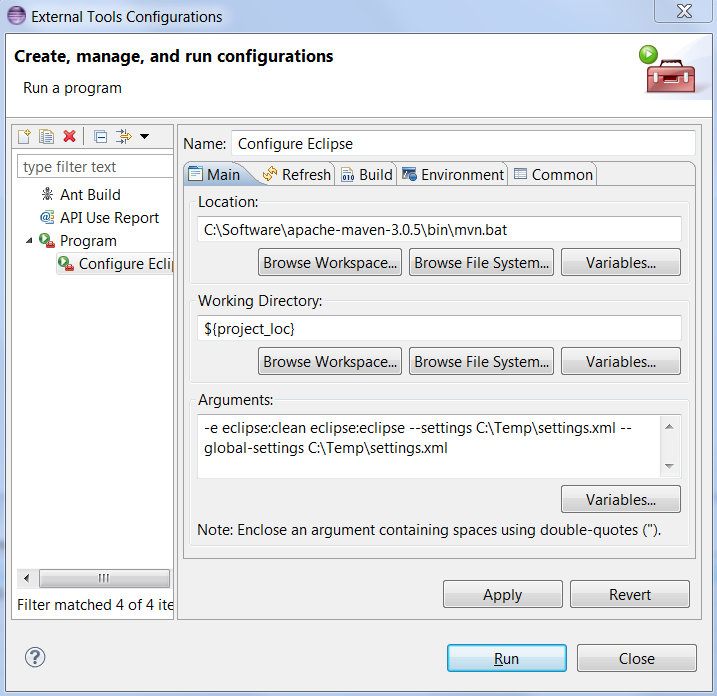 External Tools Configurations
Create, manage, and run configurations
Run a program
Name: Configure Eclipse
type filter text
Ant Build
API Use Report
Program
Configure Eclip
Filter matched 4 of 4 ite
Main Refresh Build Environment Common
Location:
C:\Software\apache-maven-3.0.5\bin\mvn.bat
Browse Workspace... Browse File System... Variables...
Working Directory:
${project_loc}
Browse Workspace... Browse File System... Variables...
Arguments:
-e eclipse:clean eclipse:eclipse --settings C:\Temp\settings.xml --
global-settings C:\Temp\settings.xml
Variables...
Note: Enclose an argument containing spaces using double-quotes (").
Apply Revert
Run Close